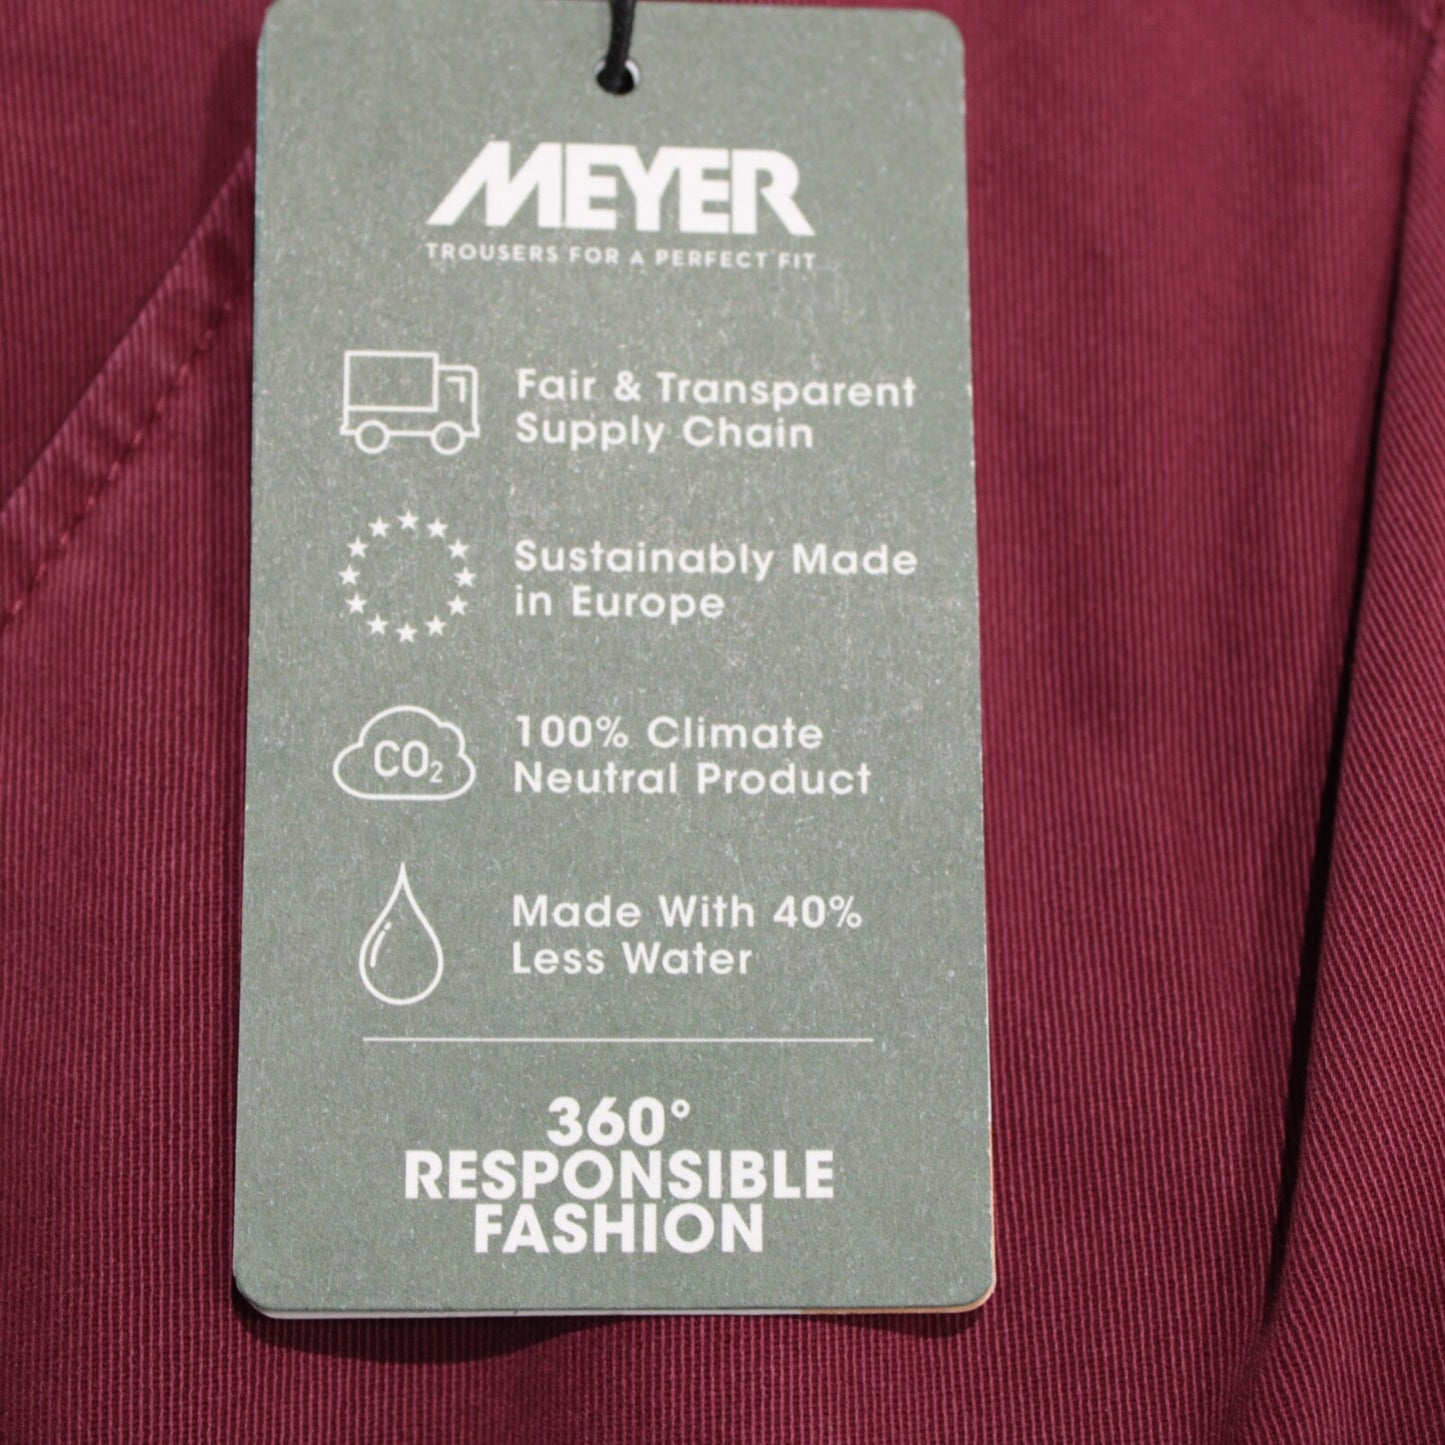 MEYER
TROUSERS FOR A PERFECT FIT
Fair & Transparent
Supply Chain
Sustainably Made
in Europe
CO₂
100% Climate
Neutral Product
Made With 40%
Less Water
360°
RESPONSIBLE
FASHION